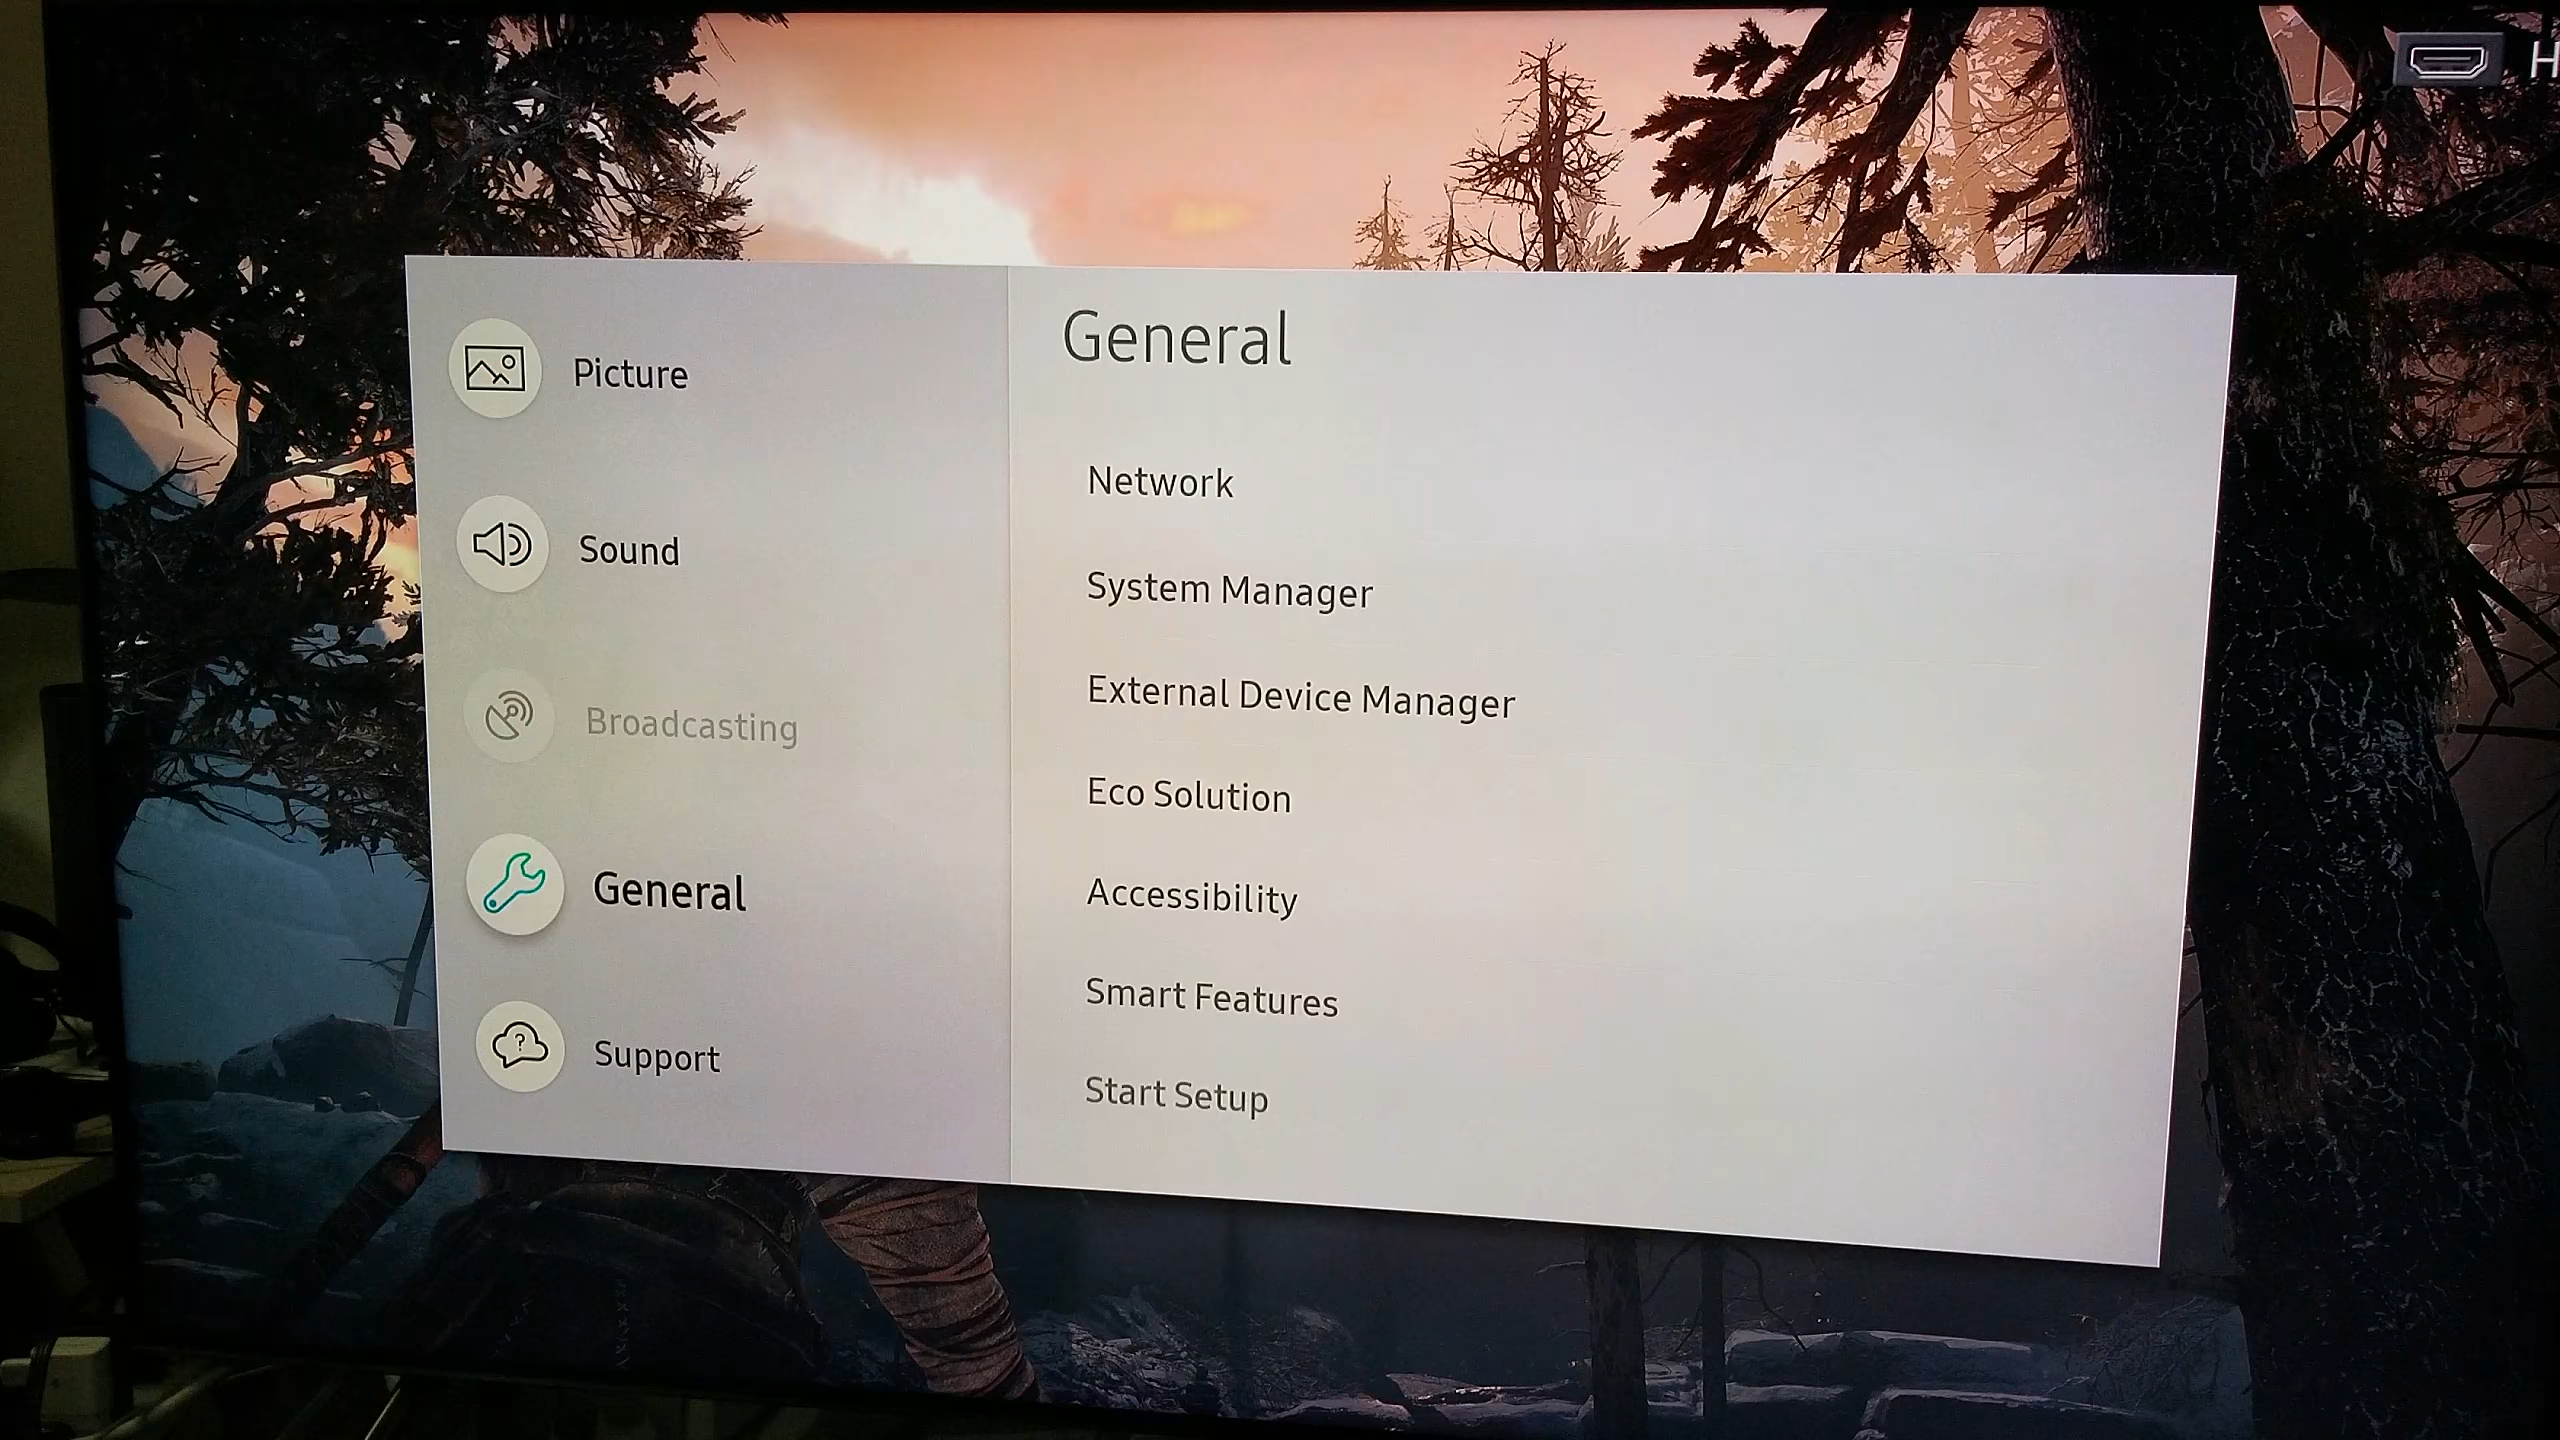 Picture
Sound
Broadcasting
General
Support
General
Network
System Manager
External Device Manager
Eco Solution
Accessibility
Smart Features
Start Setup